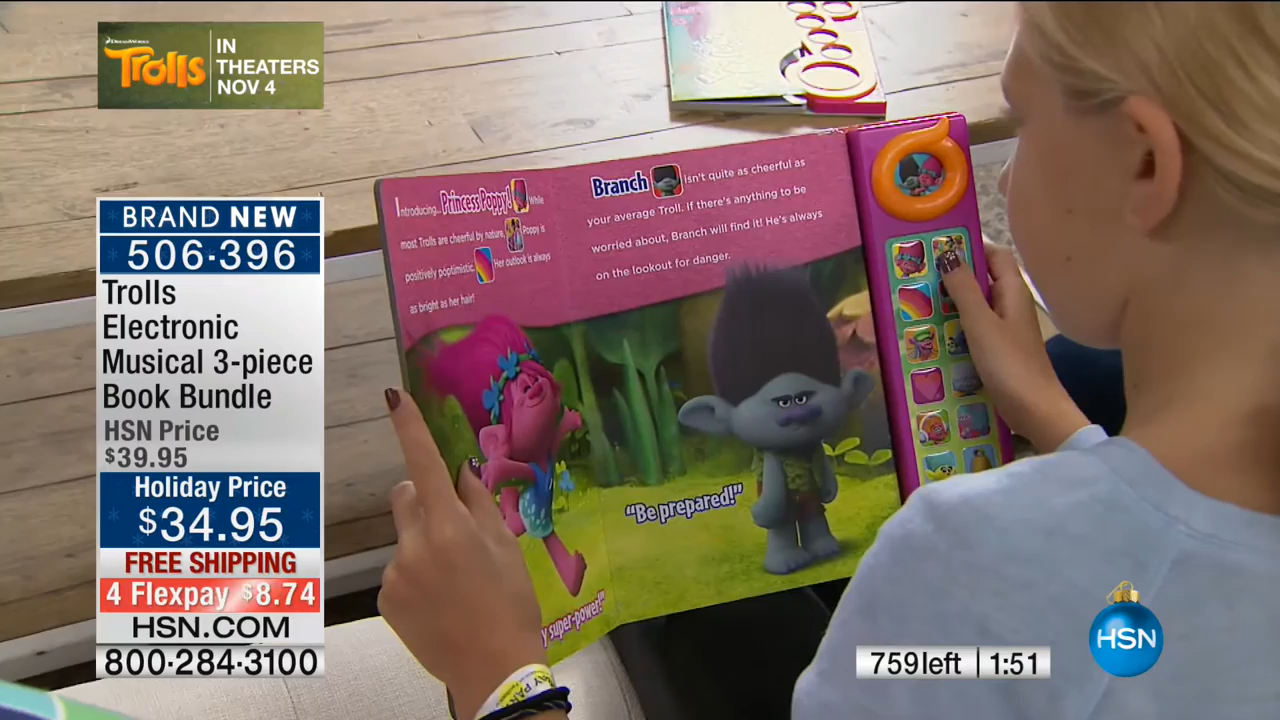 DREAMWORKS
Trolls
IN
THEATERS
NOV 4
BRAND NEW
506-396
Trolls
Electronic
Musical 3-piece
Book Bundle
HSN Price
$39.95
Holiday Price
$34.95
FREE SHIPPING
4 Flexpay $8.74
HSN.COM
800-284-3100
Introducing... Princess Poppy! While
most Trolls are cheerful by nature, Poppy is
positively poptimistic. Her outlook is always
as bright as her hair!
Branch isn't quite as cheerful as
your average Troll. If there's anything to be
worried about, Branch will find it! He's always
on the lookout for danger.
"Be prepared!"
y super-power!"
759 left 1:51
HSN